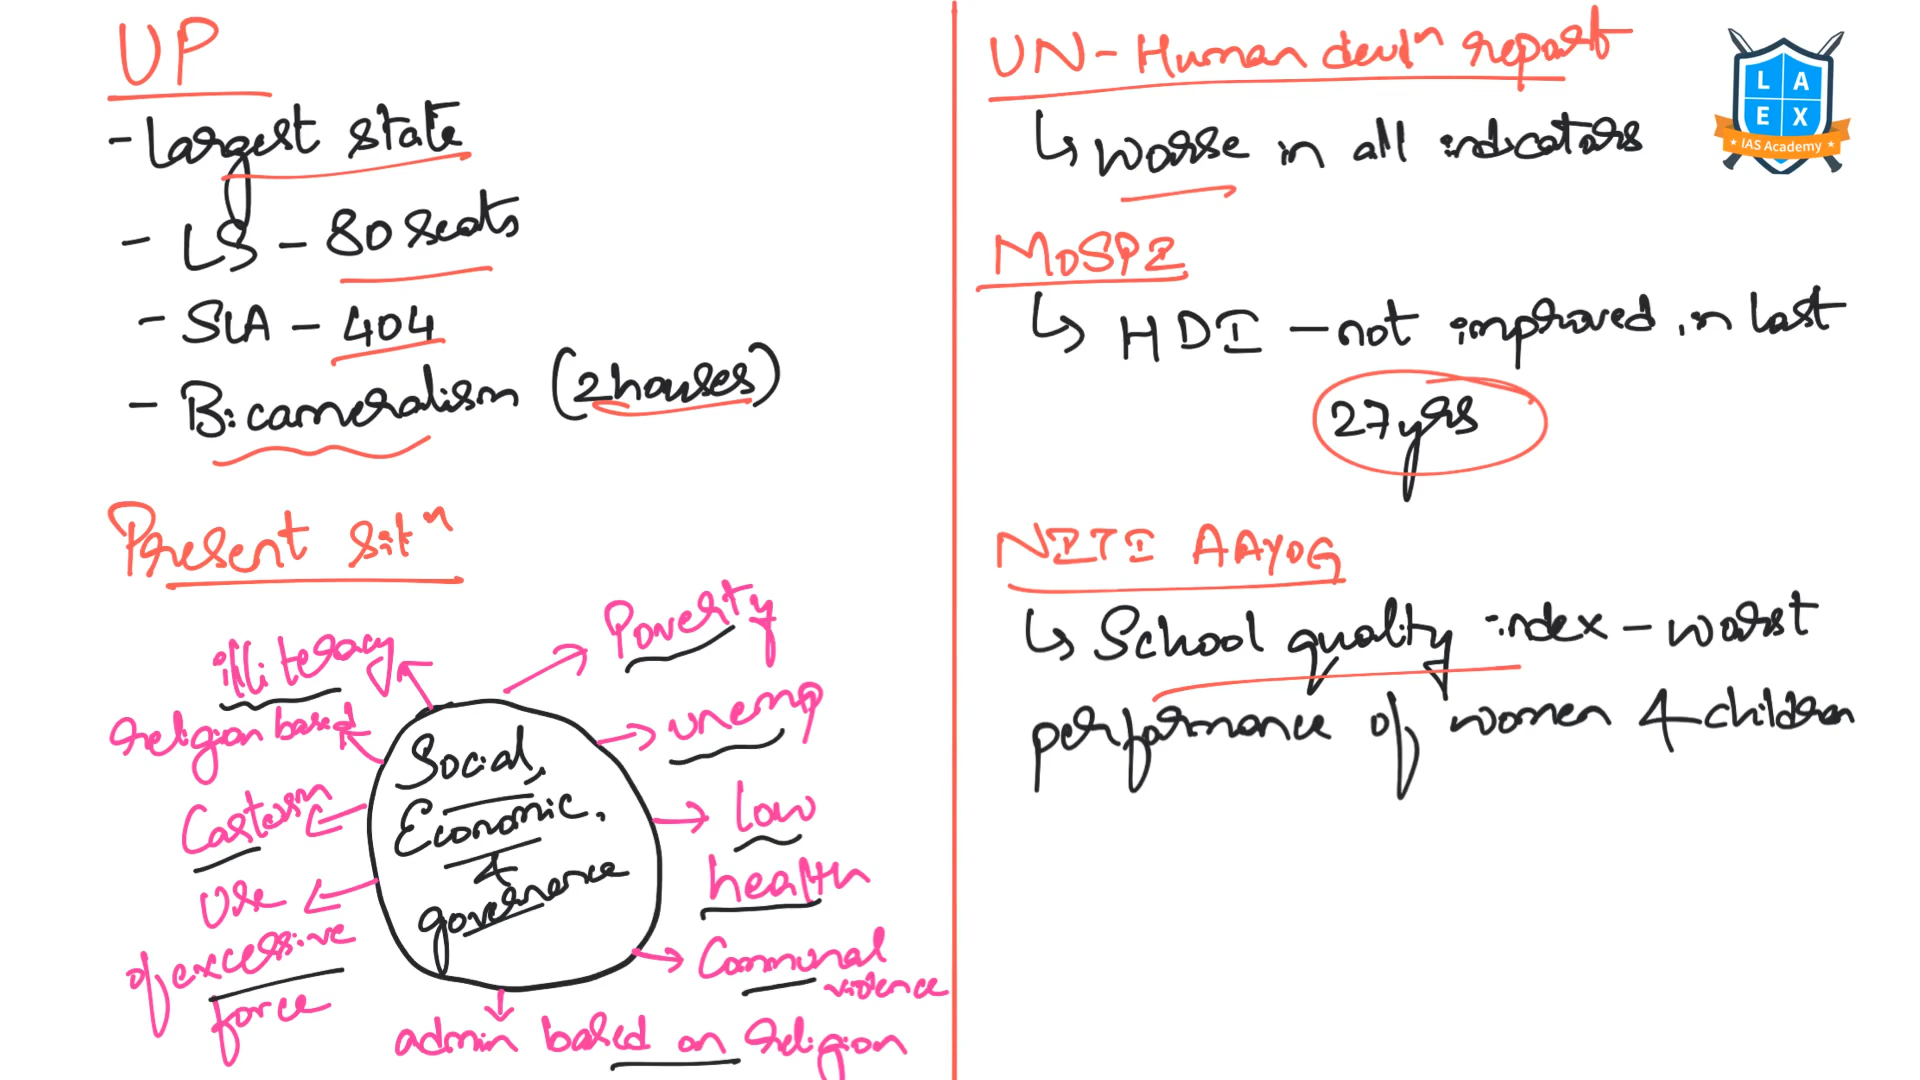 UP
- Largest state
- LS - 80 seats
- SLA - 404
- Bicameralism (2 houses)
Present sitn
illiteracy
Poverty
religion based
unemp
Casteism
low
health
Use
of excessive
force
Social,
Economic,
&
governence
Communal
violence
admin based on religion
UN - Human devln report
↳ worse in all indicators
MOSPI
↳ HDI - not improved in last
27 yrs
NITI AAYOG
↳ School quality index - worst
performance of women & children
L A
E X
IAS Academy